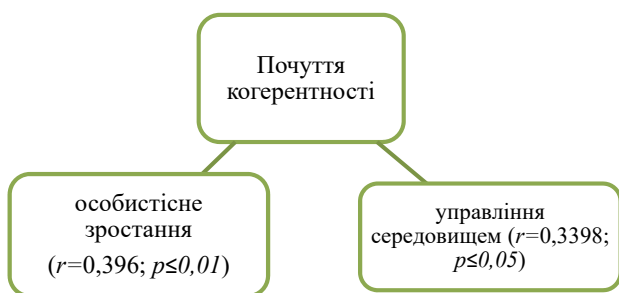 Почуття
когерентності
особистісне
зростання
(r=0,396; p≤0,01)
управління
середовищем (r=0,3398;
p≤0,05)